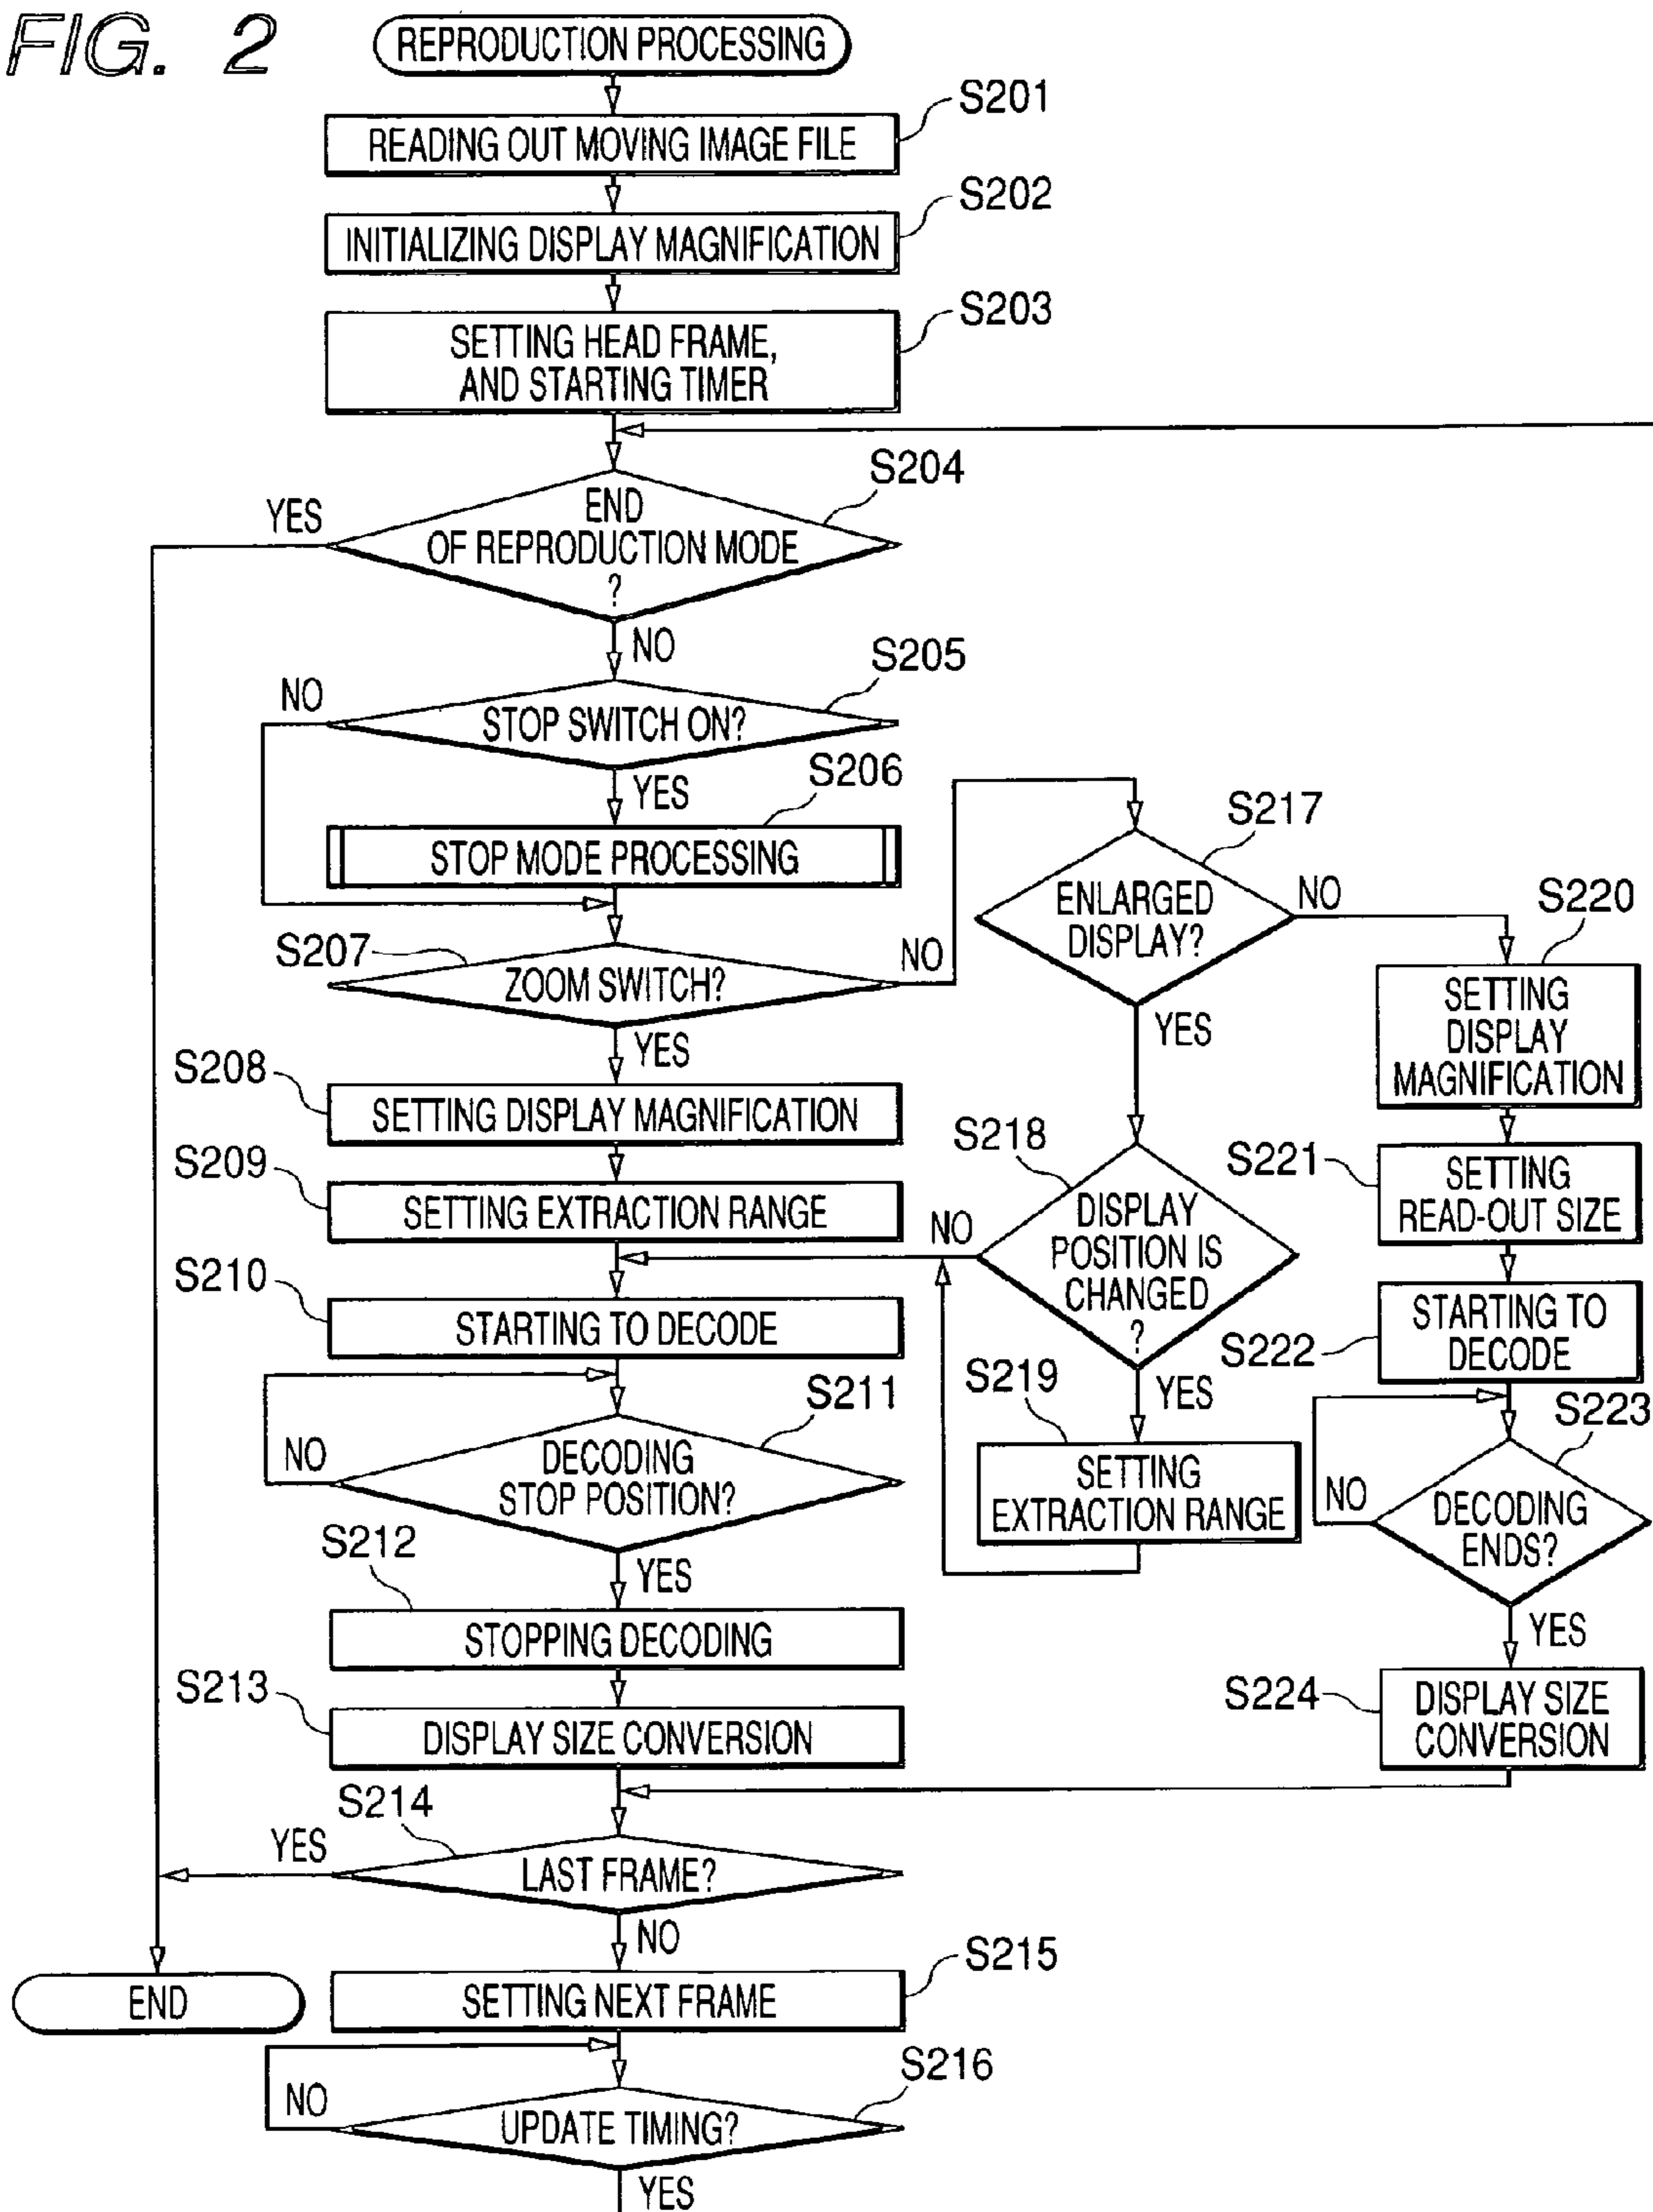 FIG. 2
REPRODUCTION PROCESSING
S201
READING OUT MOVING IMAGE FILE
S202
INITIALIZING DISPLAY MAGNIFICATION
S203
SETTING HEAD FRAME,
AND STARTING TIMER
S204
YES
END
OF REPRODUCTION MODE
?
NO
S205
NO
STOP SWITCH ON?
YES
S206
STOP MODE PROCESSING
S207
ZOOM SWITCH?
NO
YES
S208
SETTING DISPLAY MAGNIFICATION
S209
SETTING EXTRACTION RANGE
S210
STARTING TO DECODE
S211
NO
DECODING
STOP POSITION?
YES
S212
STOPPING DECODING
S213
DISPLAY SIZE CONVERSION
S214
YES
LAST FRAME?
NO
S215
SETTING NEXT FRAME
END
S216
NO
UPDATE TIMING?
YES
S217
ENLARGED
DISPLAY?
NO
YES
S218
NO
DISPLAY
POSITION IS
CHANGED
?
YES
S219
SETTING
EXTRACTION RANGE
S220
SETTING
DISPLAY
MAGNIFICATION
S221
SETTING
READ-OUT SIZE
S222
STARTING TO
DECODE
S223
NO
DECODING
ENDS?
YES
S224
DISPLAY SIZE
CONVERSION